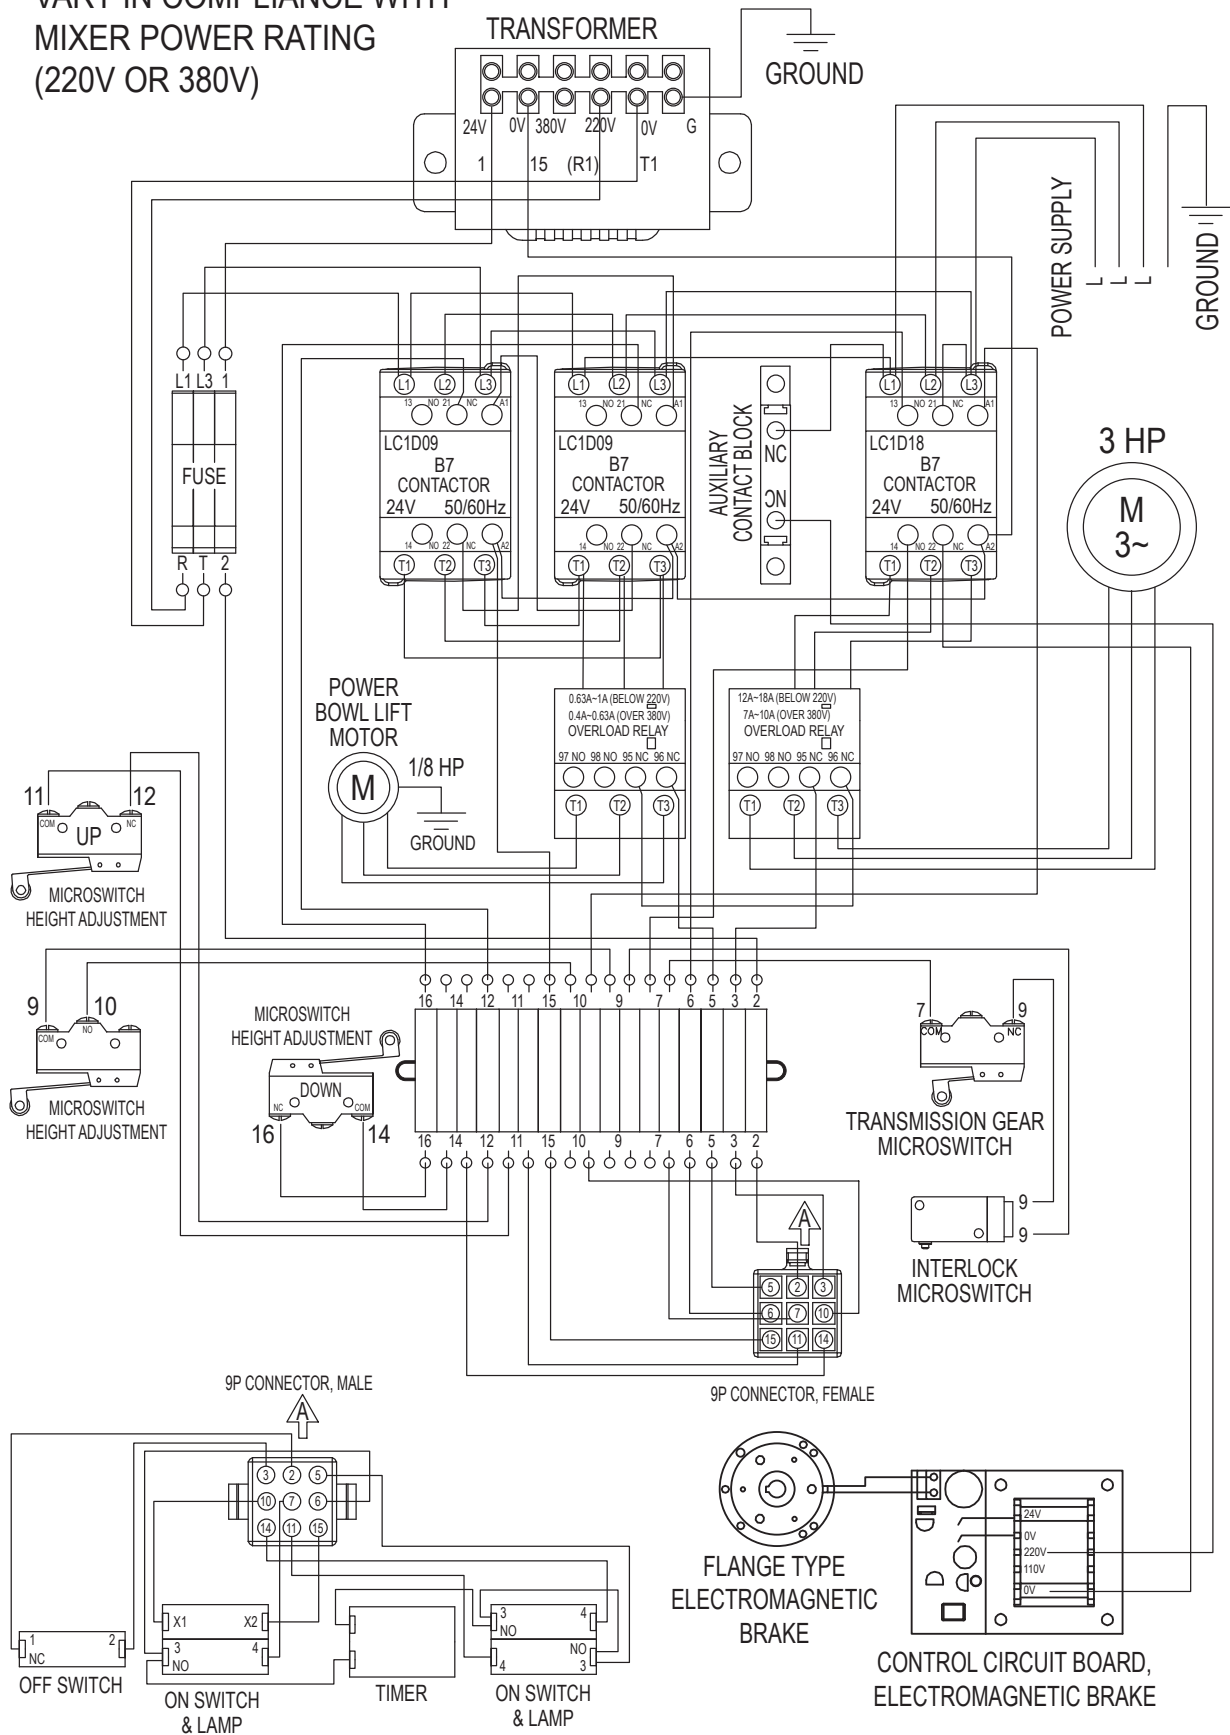 VARY IN COMPLIANCE WITH
MIXER POWER RATING
(220V OR 380V)
TRANSFORMER
GROUND
24V 0V 380V 220V 0V G
1 15 (R1) T1
POWER SUPPLY
L L L
GROUND
L1 L3 1
FUSE
R T 2
L1 L2 L3
13 NO 21 NC A1
LC1D09
B7
CONTACTOR
24V 50/60Hz
14 NO 22 NC A2
T1 T2 T3
L1 L2 L3
13 NO 21 NC A1
LC1D09
B7
CONTACTOR
24V 50/60Hz
14 NO 22 NC A2
T1 T2 T3
AUXILIARY
CONTACT BLOCK
NC
NC
L1 L2 L3
13 NO 21 NC A1
LC1D18
B7
CONTACTOR
24V 50/60Hz
14 NO 22 NC A2
T1 T2 T3
3 HP
M
3~
POWER
BOWL LIFT
MOTOR
M
1/8 HP
GROUND
0.63A~1A (BELOW 220V)
0.4A~0.63A (OVER 380V)
OVERLOAD RELAY
97 NO 98 NO 95 NC 96 NC
T1 T2 T3
12A~18A (BELOW 220V)
7A~10A (OVER 380V)
OVERLOAD RELAY
97 NO 98 NO 95 NC 96 NC
T1 T2 T3
11 12
COM NC
UP
MICROSWITCH
HEIGHT ADJUSTMENT
9 10
COM NO
MICROSWITCH
HEIGHT ADJUSTMENT
MICROSWITCH
HEIGHT ADJUSTMENT
DOWN
NC COM
16 14
16 14 12 11 15 10 9 7 6 5 3 2
16 14 12 11 15 10 9 7 6 5 3 2
7 9
COM NC
TRANSMISSION GEAR
MICROSWITCH
9
9
INTERLOCK
MICROSWITCH
A
5 2 3
6 7 10
15 11 14
9P CONNECTOR, FEMALE
9P CONNECTOR, MALE
A
3 2 5
10 7 6
14 11 15
1 2
NC
OFF SWITCH
X1 X2
3 4
NO
ON SWITCH
& LAMP
TIMER
3 4
NO
NO
4 3
ON SWITCH
& LAMP
FLANGE TYPE
ELECTROMAGNETIC
BRAKE
24V
0V
220V
110V
0V
CONTROL CIRCUIT BOARD,
ELECTROMAGNETIC BRAKE